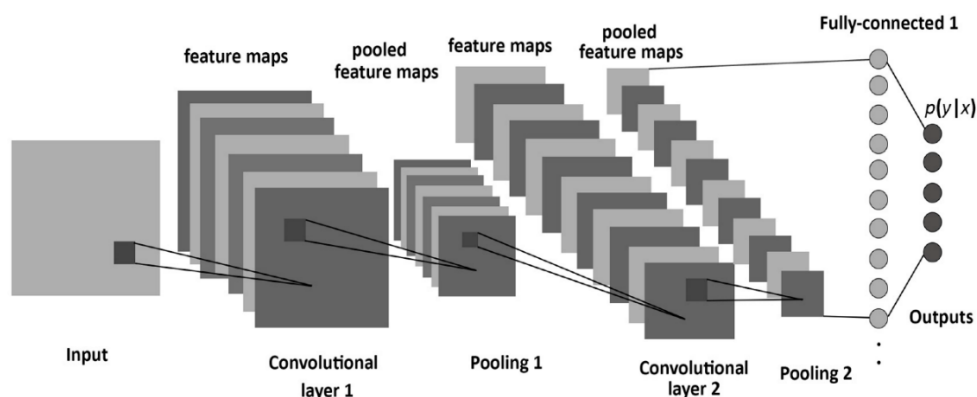 Fully-connected 1
feature maps
pooled
feature maps
feature maps
pooled
feature maps
p(y|x)
Input
Convolutional
layer 1
Pooling 1
Convolutional
layer 2
Pooling 2
Outputs